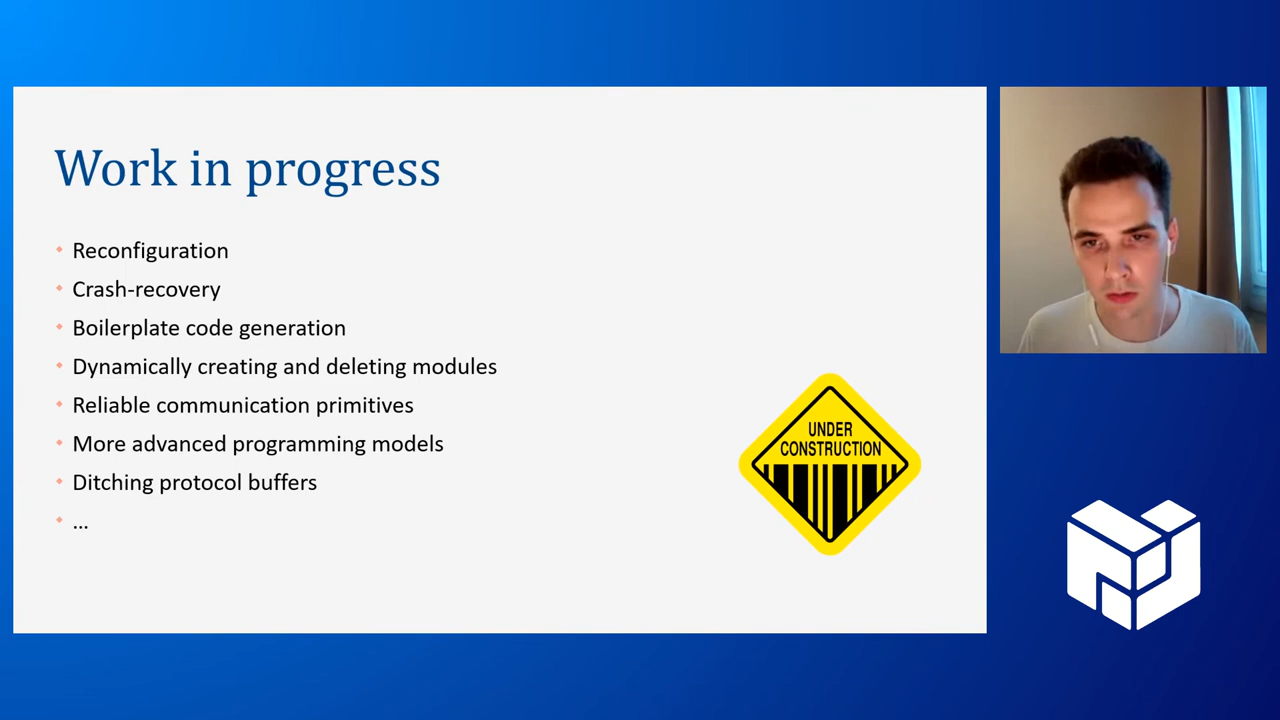 Work in progress
Reconfiguration
Crash-recovery
Boilerplate code generation
Dynamically creating and deleting modules
Reliable communication primitives
More advanced programming models
Ditching protocol buffers
...
UNDER
CONSTRUCTION